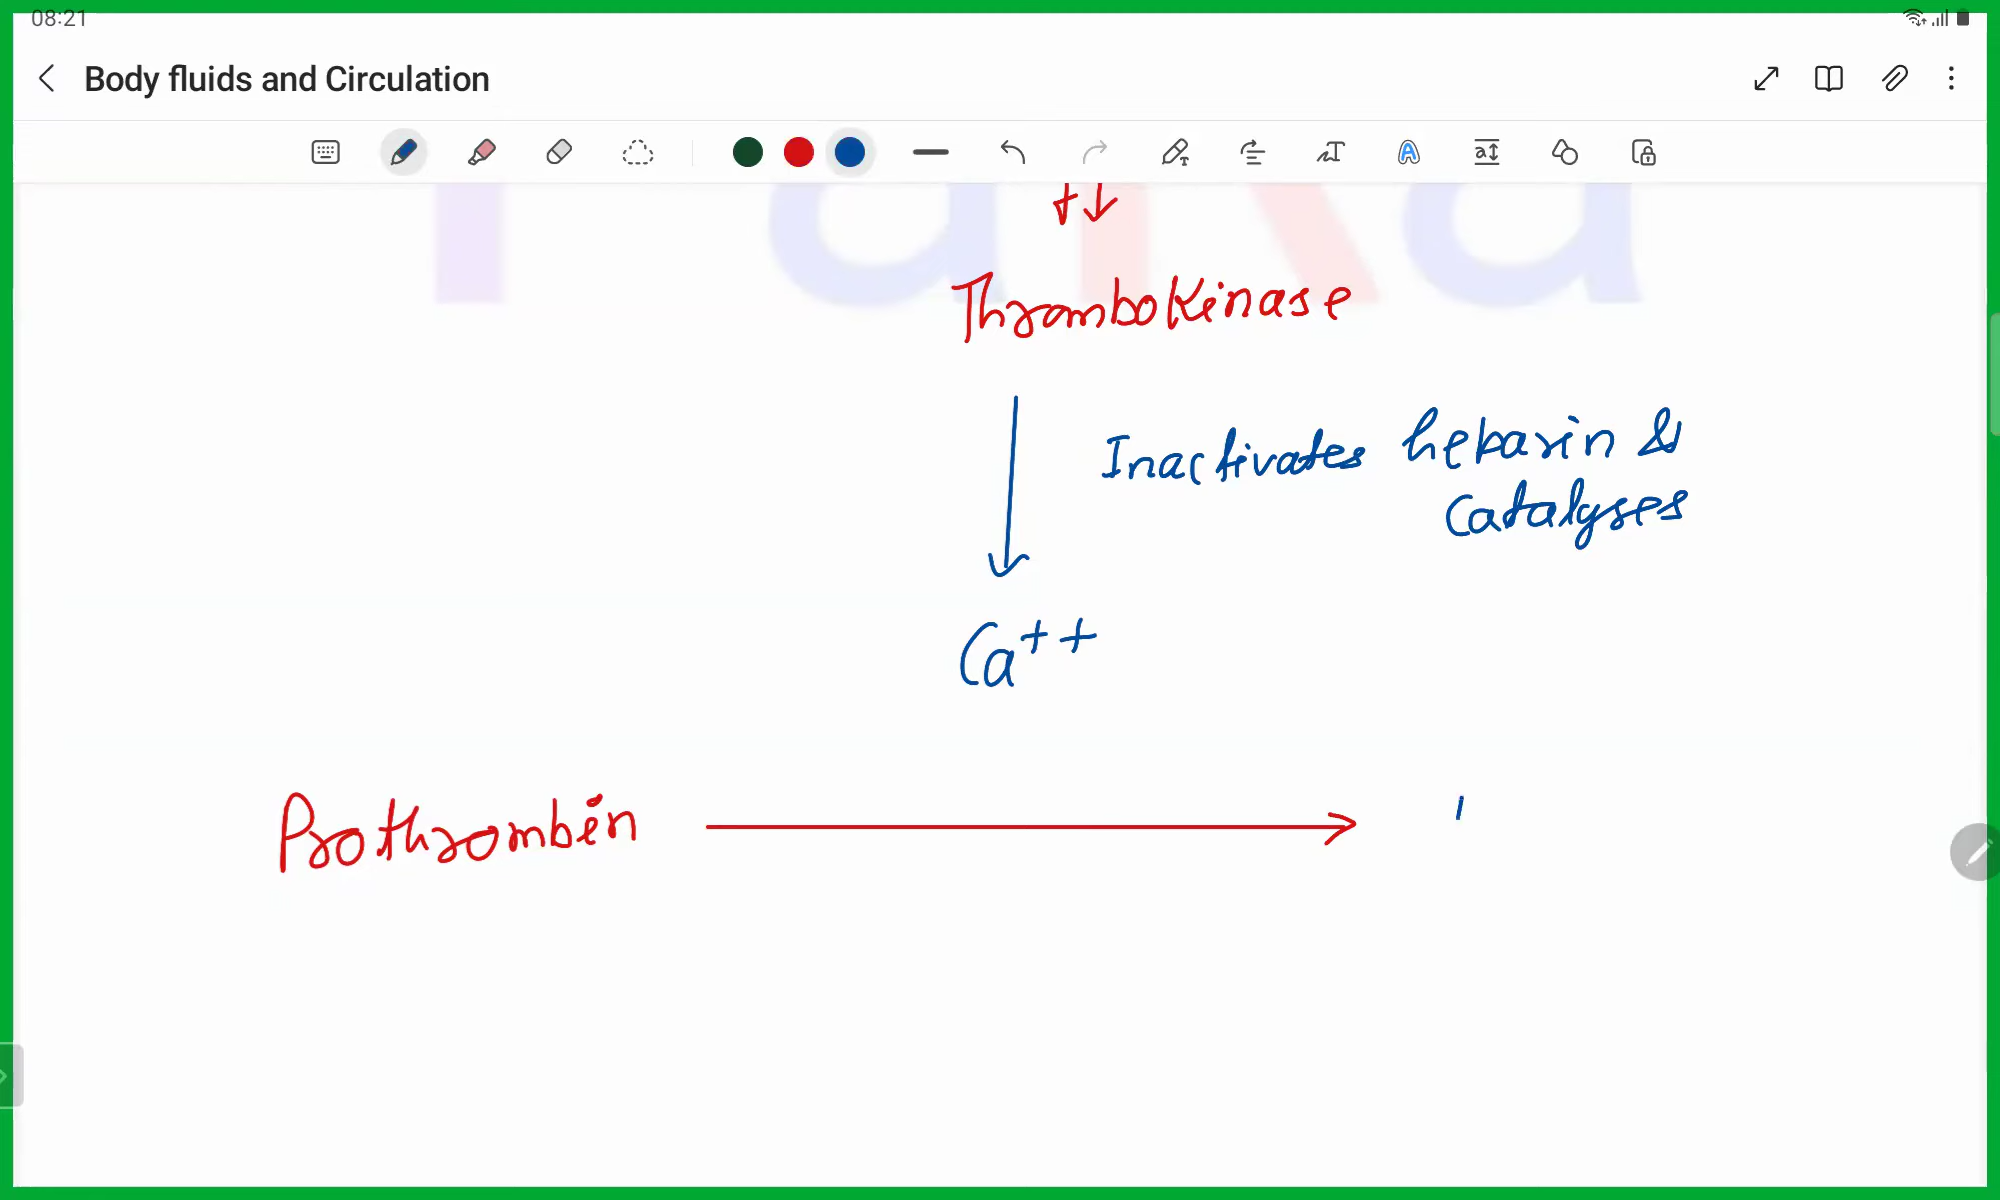 08:21
Body fluids and Circulation
Thrombokinase
Inactivates heparin &
Catalyses
Ca++
Prothrombin